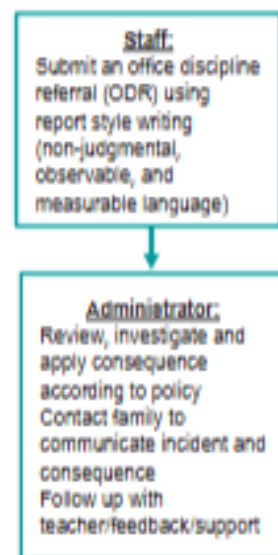 Staff:
Submit an office discipline
referral (ODR) using
report style writing
(non-judgmental,
observable, and
measurable language)
Administrator:
Review, investigate and
apply consequence
according to policy
Contact family to
communicate incident and
consequence
Follow up with
teacher/feedback/support